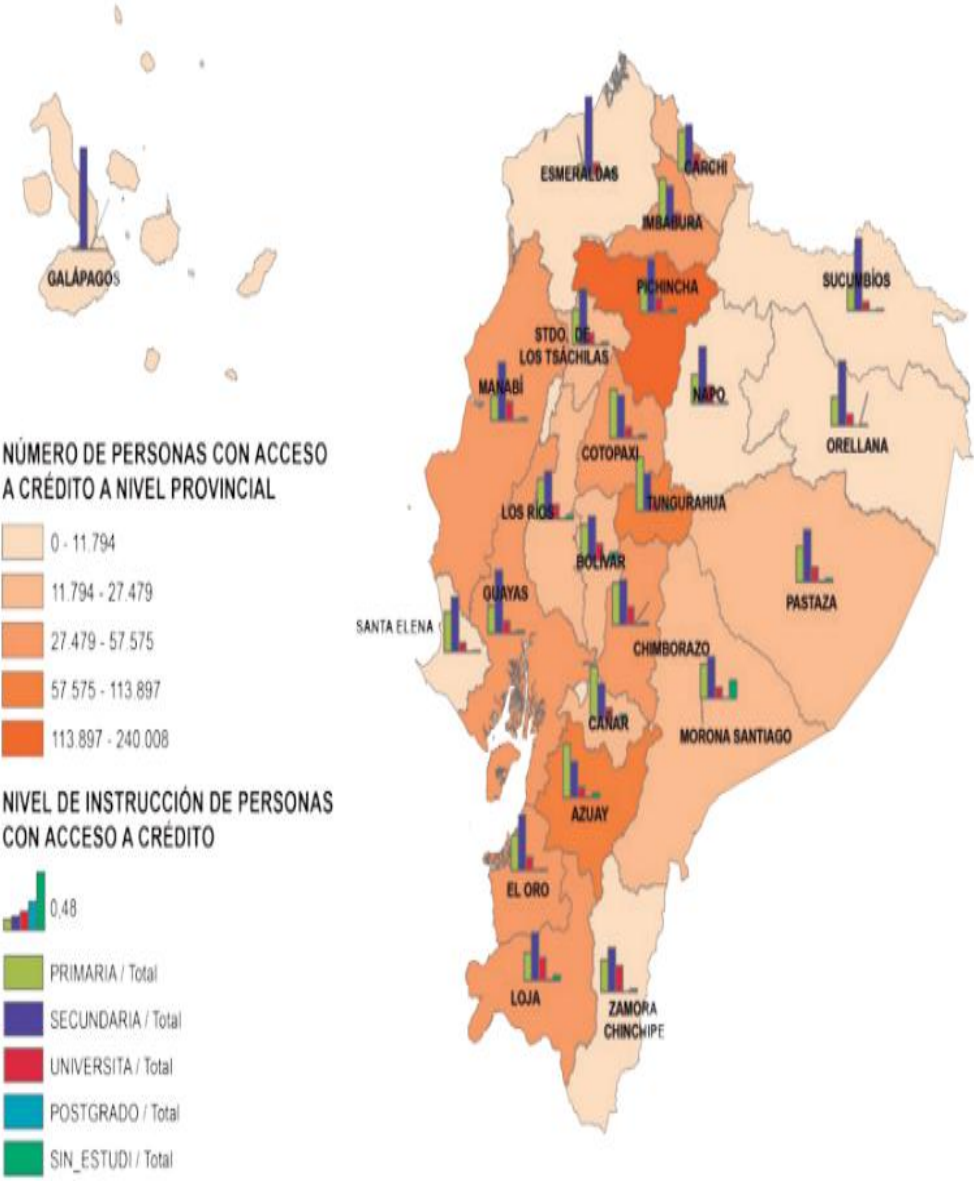 ESMERALDAS
CARCHI
IMBABURA
GALÁPAGOS
PICHINCHA
SUCUMBÍOS
STDO. DE
LOS TSÁCHILAS
MANABÍ
NAPO
ORELLANA
COTOPAXI
TUNGURAHUA
LOS RÍOS
BOLÍVAR
PASTAZA
GUAYAS
SANTA ELENA
CHIMBORAZO
CAÑAR
MORONA SANTIAGO
AZUAY
EL ORO
LOJA
ZAMORA
CHINCHIPE
NÚMERO DE PERSONAS CON ACCESO
A CRÉDITO A NIVEL PROVINCIAL
0 - 11.794
11.794 - 27.479
27.479 - 57.575
57 575 - 113.897
113.897 - 240.008
NIVEL DE INSTRUCCIÓN DE PERSONAS
CON ACCESO A CRÉDITO
0,48
PRIMARIA / Total
SECUNDARIA / Total
UNIVERSITA / Total
POSTGRADO / Total
SIN_ESTUDI / Total